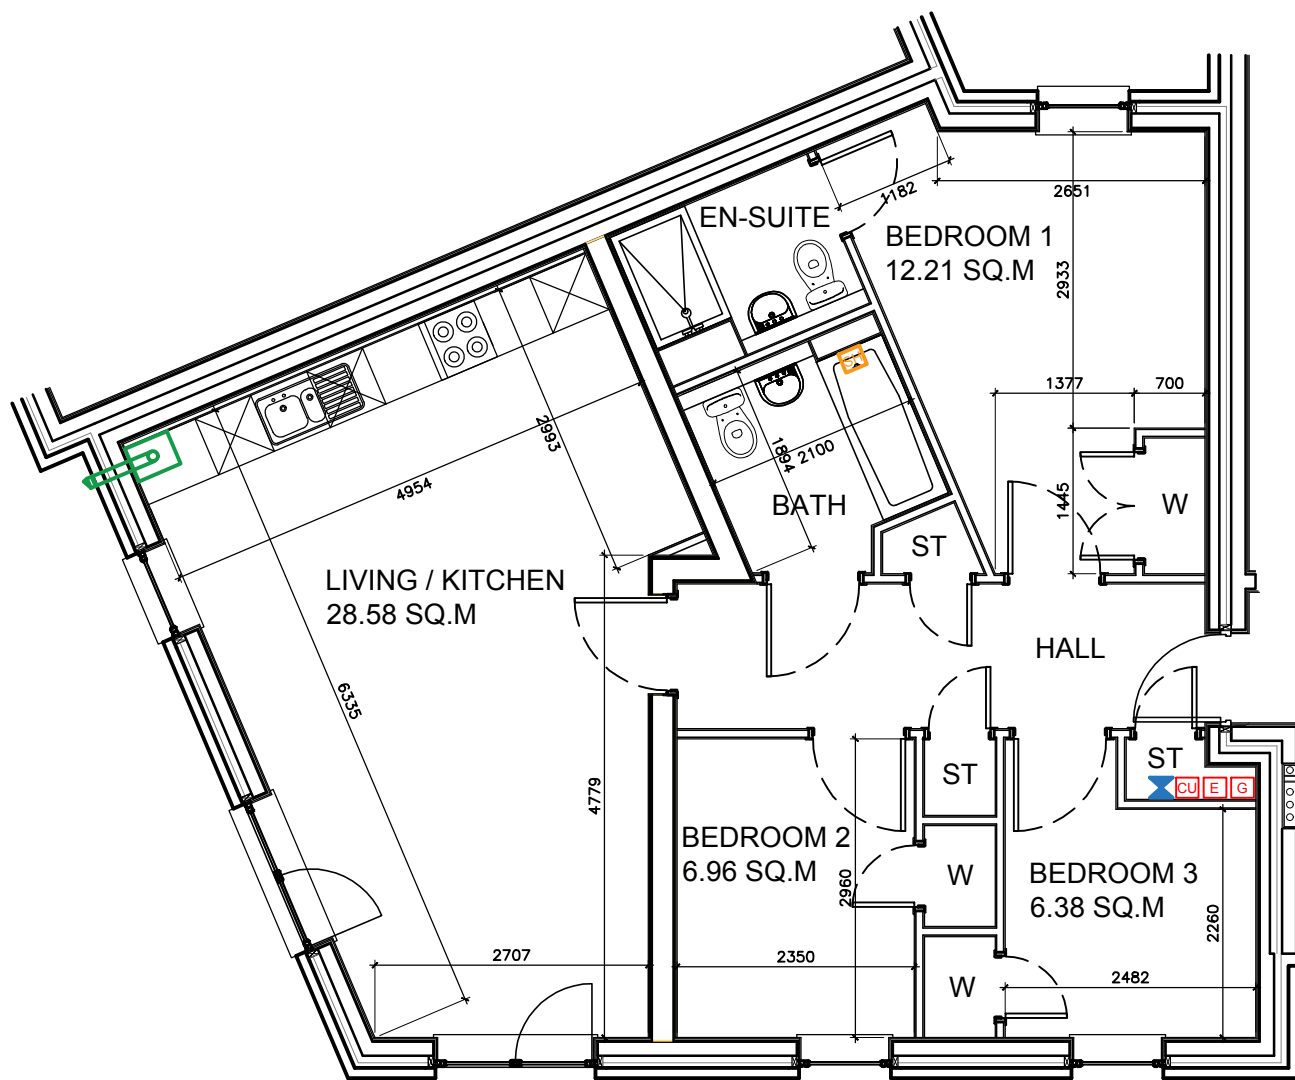 1182
2651
EN-SUITE
BEDROOM 1
12.21 SQ.M
2933
SH
1377
700
2993
4954
1894
2100
BATH
1445
W
ST
LIVING / KITCHEN
28.58 SQ.M
HALL
6335
4779
ST
ST
CU
E
G
BEDROOM 2
6.96 SQ.M
2960
W
BEDROOM 3
6.38 SQ.M
2260
2707
2350
W
2482